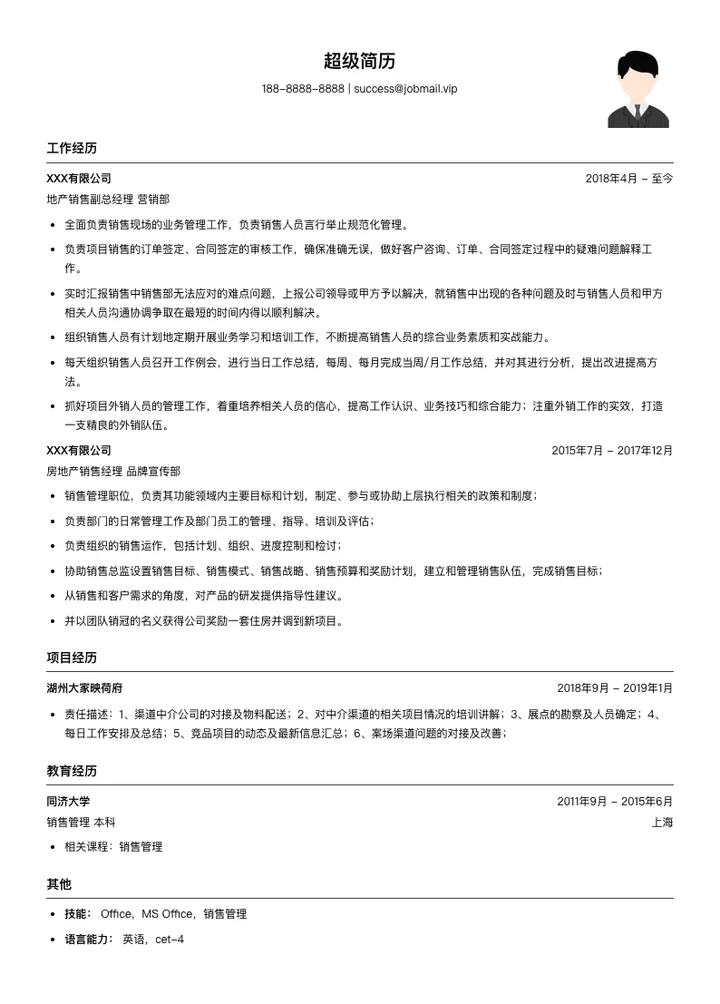 超级简历
188-8888-8888 | success@jobmail.vip
工作经历
XXX有限公司 2018年4月 - 至今
地产销售副总经理 营销部
• 全面负责销售现场的业务管理工作，负责销售人员言行举止规范化管理。
• 负责项目销售的订单签定、合同签定的审核工作，确保准确无误，做好客户咨询、订单、合同签定过程中的疑难问题解释工
作。
• 实时汇报销售中销售部无法应对的难点问题，上报公司领导或甲方予以解决，就销售中出现的各种问题及时与销售人员和甲方
相关人员沟通协调争取在最短的时间内得以顺利解决。
• 组织销售人员有计划地定期开展业务学习和培训工作，不断提高销售人员的综合业务素质和实战能力。
• 每天组织销售人员召开工作例会，进行当日工作总结，每周、每月完成当周/月工作总结，并对其进行分析，提出改进提高方
法。
• 抓好项目外销人员的管理工作，着重培养相关人员的信心，提高工作认识、业务技巧和综合能力；注重外销工作的实效，打造
一支精良的外销队伍。
XXX有限公司 2015年7月 - 2017年12月
房地产销售经理 品牌宣传部
• 销售管理职位，负责其功能领域内主要目标和计划，制定、参与或协助上层执行相关的政策和制度；
• 负责部门的日常管理工作及部门员工的管理、指导、培训及评估；
• 负责组织的销售运作，包括计划、组织、进度控制和检讨；
• 协助销售总监设置销售目标、销售模式、销售战略、销售预算和奖励计划，建立和管理销售队伍，完成销售目标；
• 从销售和客户需求的角度，对产品的研发提供指导性建议。
• 并以团队销冠的名义获得公司奖励一套住房并调到新项目。
项目经历
湖州大家映荷府 2018年9月 - 2019年1月
• 责任描述：1、渠道中介公司的对接及物料配送；2、对中介渠道的相关项目情况的培训讲解；3、展点的勘察及人员确定；4、
每日工作安排及总结；5、竞品项目的动态及最新信息汇总；6、案场渠道问题的对接及改善；
教育经历
同济大学 2011年9月 - 2015年6月
销售管理 本科 上海
• 相关课程：销售管理
其他
• 技能： Office，MS Office，销售管理
• 语言能力： 英语，cet-4